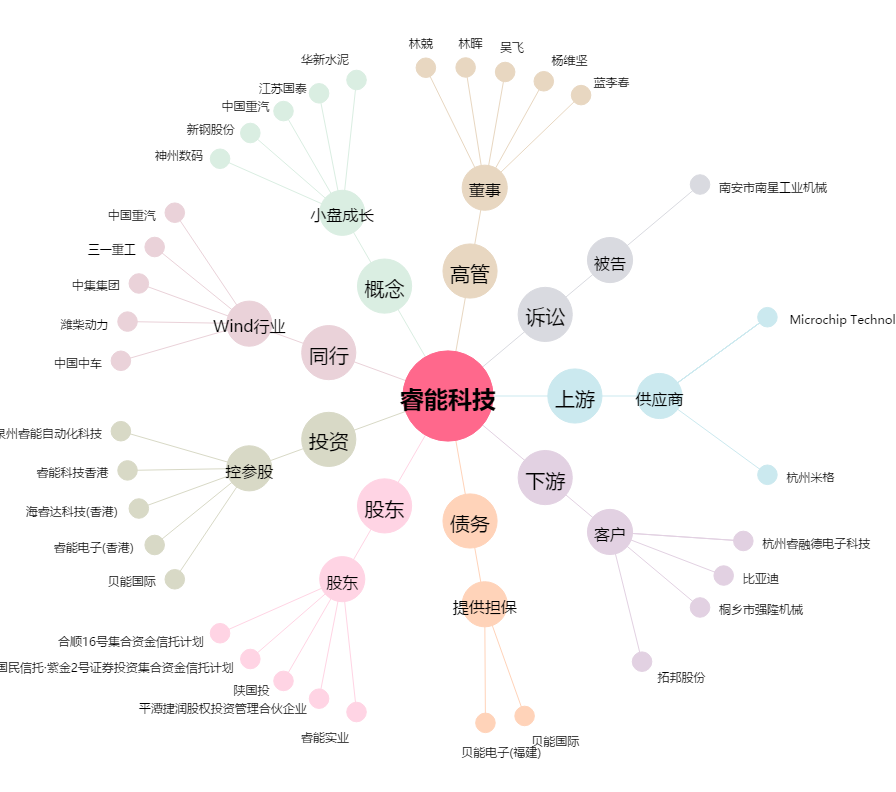 林兢
林晖
吴飞
杨维坚
蓝李春
华新水泥
江苏国泰
中国重汽
新钢股份
神州数码
董事
南安市南星工业机械
小盘成长
中国重汽
三一重工
被告
高管
中集集团
概念
诉讼
Microchip Technol
潍柴动力
Wind行业
同行
中国中车
睿能科技
上游
供应商
泉州睿能自动化科技
投资
睿能科技香港
控参股
下游
杭州米格
海睿达科技(香港)
股东
债务
客户
睿能电子(香港)
杭州睿融德电子科技
贝能国际
股东
比亚迪
提供担保
桐乡市强隆机械
合顺16号集合资金信托计划
国民信托·紫金2号证券投资集合资金信托计划
陕国投
拓邦股份
平潭捷润股权投资管理合伙企业
睿能实业
贝能国际
贝能电子(福建)